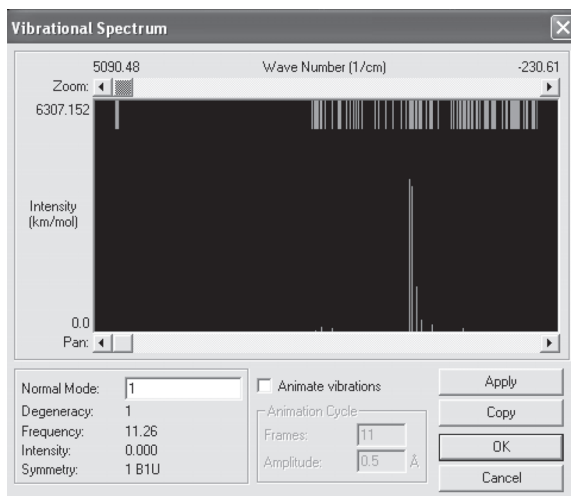 Vibrational Spectrum
5090.48 Wave Number (1/cm) -230.61
Zoom:
6307.152
Intensity
(km/mol)
0.0
Pan:
Normal Mode: 1
Degeneracy: 1
Frequency: 11.26
Intensity: 0.000
Symmetry: 1 B1U
Animate vibrations
Animation Cycle
Frames: 11
Amplitude: 0.5 Å
Apply
Copy
OK
Cancel